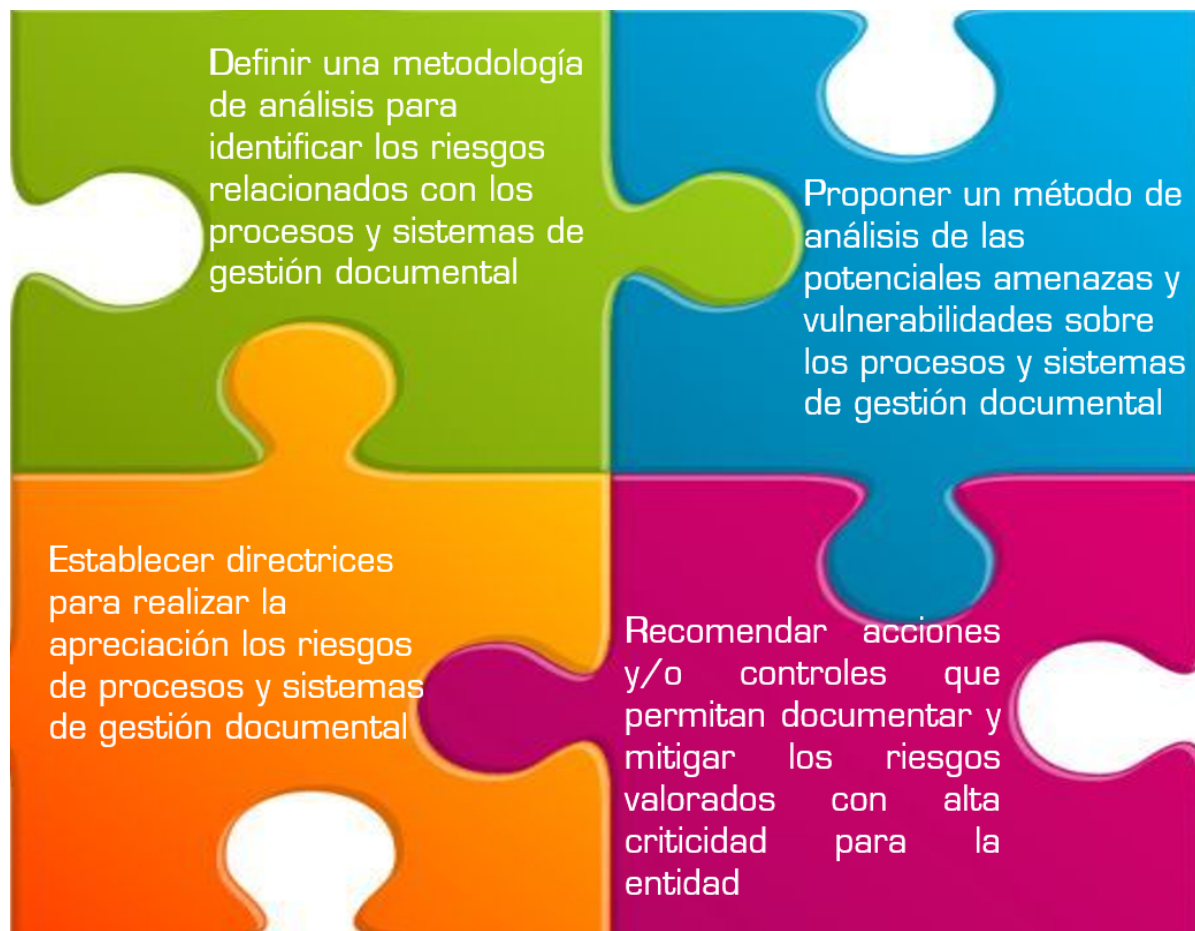 Definir una metodología
de análisis para
identificar los riesgos
relacionados con los
procesos y sistemas de
gestión documental
Proponer un método de
análisis de las
potenciales amenazas y
vulnerabilidades sobre
los procesos y sistemas
de gestión documental
Establecer directrices
para realizar la
apreciación los riesgos
de procesos y sistemas
de gestión documental
Recomendar acciones
y/o controles que
permitan documentar y
mitigar los riesgos
valorados con alta
criticidad para la
entidad